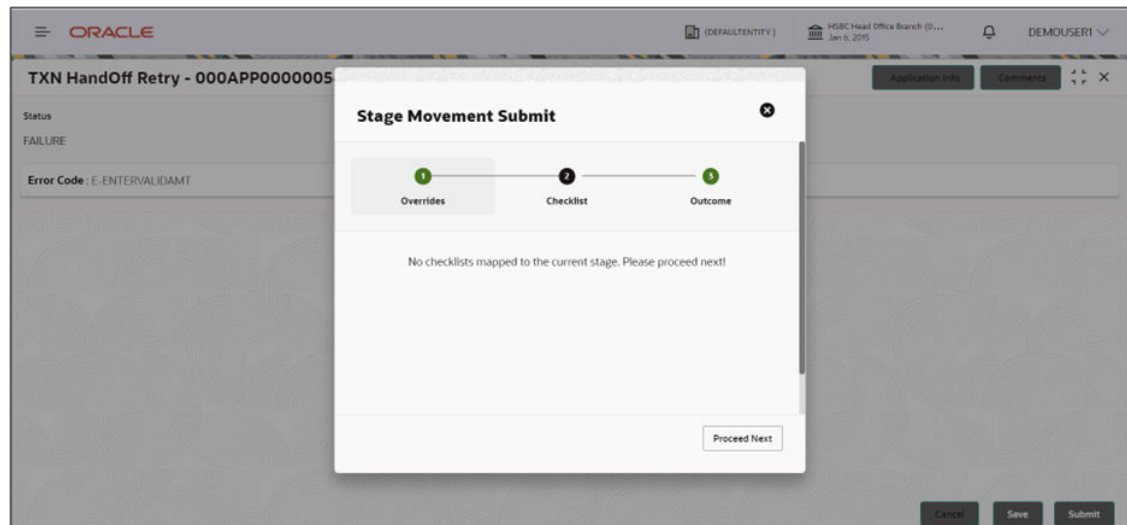 ORACLE
(DEFAULTENTITY)
HSBC Head Office Branch (0...
Jan 6, 2015
DEMOUSER1
TXN HandOff Retry - 000APP0000005
Application Info
Comments
Status
FAILURE
Error Code : E-ENTERVALIDAMT
Stage Movement Submit
1
2
3
Overrides
Checklist
Outcome
No checklists mapped to the current stage. Please proceed next!
Proceed Next
Cancel
Save
Submit